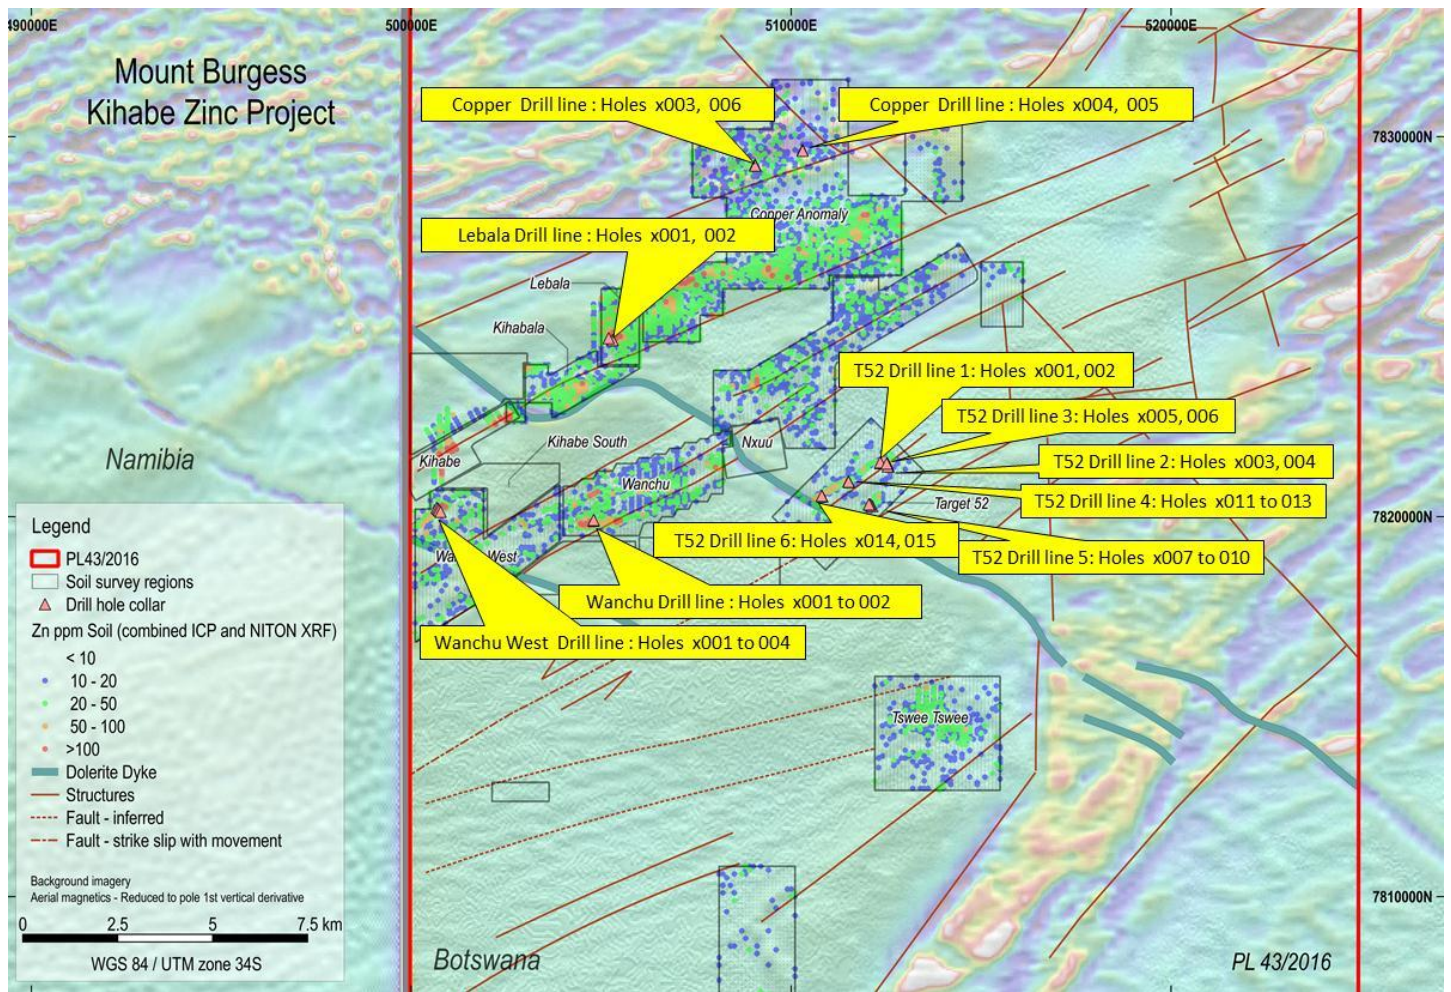 490000E
500000E
510000E
520000E
Mount Burgess
Kihabe Zinc Project
Copper Drill line : Holes x003, 006
Copper Drill line : Holes x004, 005
7830000N
Copper Anomaly
Lebala Drill line : Holes x001, 002
Lebala
Kihabala
T52 Drill line 1: Holes x001, 002
T52 Drill line 3: Holes x005, 006
Kihabe South
Nxuú
Namibia
Kihabe
T52 Drill line 2: Holes x003, 004
Wanchu
T52 Drill line 4: Holes x011 to 013
Target 52
7820000N
T52 Drill line 6: Holes x014, 015
T52 Drill line 5: Holes x007 to 010
West
Wanchu Drill line : Holes x001 to 002
Wanchu West Drill line : Holes x001 to 004
Tswee Tswee
Legend
PL43/2016
Soil survey regions
Drill hole collar
Zn ppm Soil (combined ICP and NITON XRF)
< 10
10 - 20
20 - 50
50 - 100
>100
Dolerite Dyke
Structures
Fault - inferred
Fault - strike slip with movement
Background imagery
Aerial magnetics - Reduced to pole 1st vertical derivative
0 2.5 5 7.5 km
WGS 84 / UTM zone 34S
7810000N
Botswana
PL 43/2016